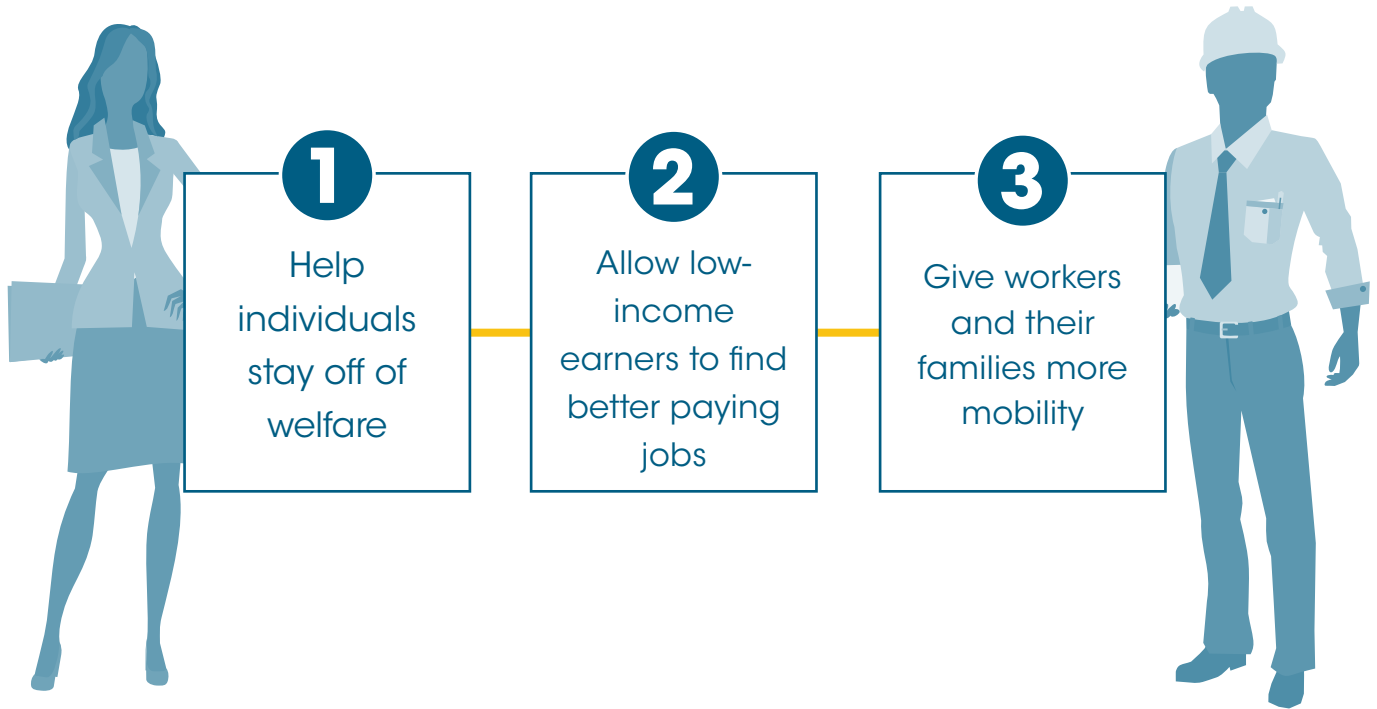 1
Help
individuals
stay off of
welfare
2
Allow low-
income
earners to find
better paying
jobs
3
Give workers
and their
families more
mobility